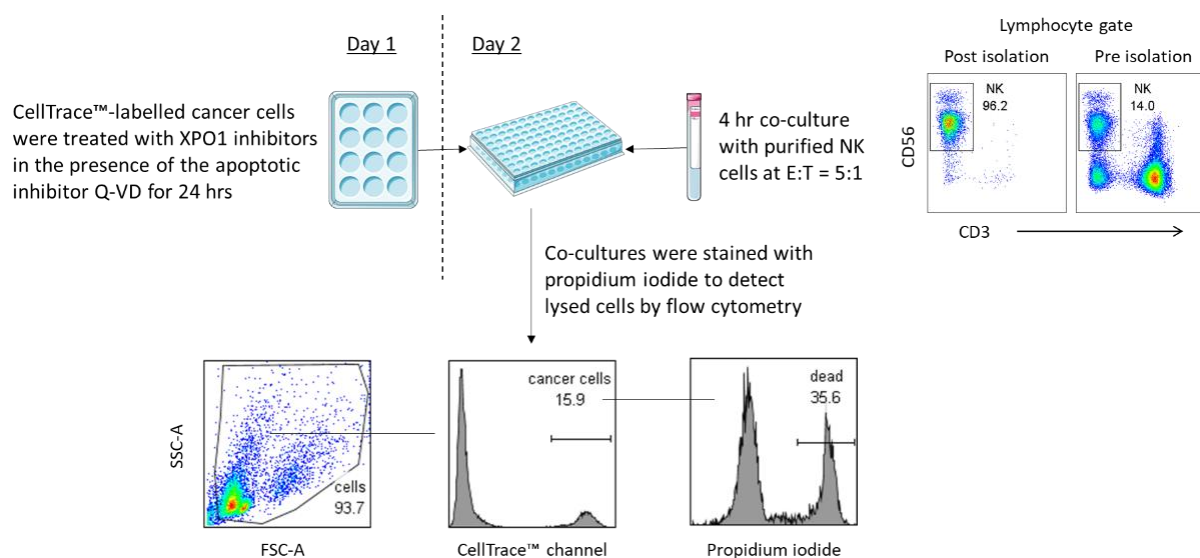 Day 1
Day 2
CellTrace™-labelled cancer cells
were treated with XPO1 inhibitors
in the presence of the apoptotic
inhibitor Q-VD for 24 hrs
4 hr co-culture
with purified NK
cells at E:T = 5:1
Lymphocyte gate
Post isolation
Pre isolation
NK
96.2
NK
14.0
CD56
CD3
Co-cultures were stained with
propidium iodide to detect
lysed cells by flow cytometry
SSC-A
cells
93.7
FSC-A
cancer cells
15.9
CellTrace™ channel
dead
35.6
Propidium iodide